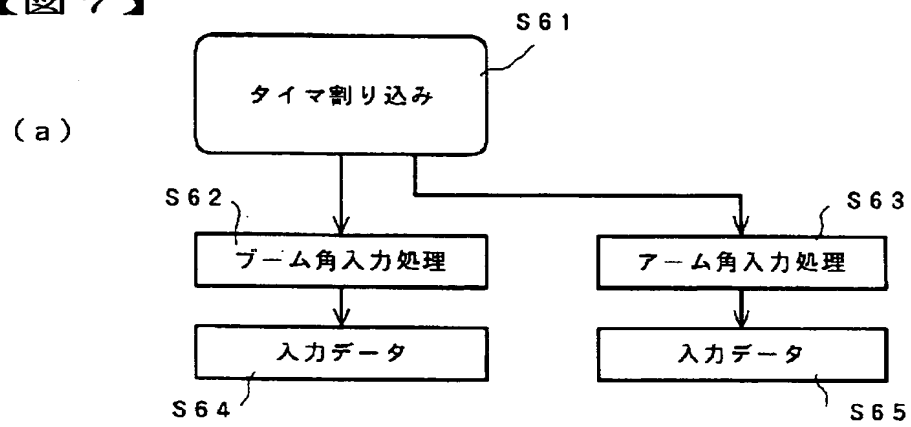 【図7】
S61
タイマ割り込み
(a)
S62
S63
ブーム角入力処理
アーム角入力処理
入力データ
入力データ
S64
S65